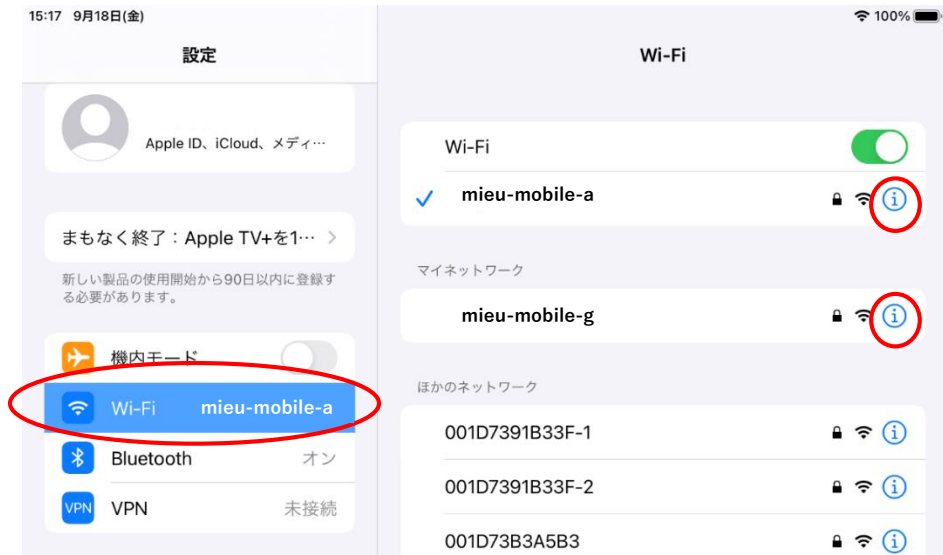 15:17 9月18日(金)
100%
設定
Apple ID、iCloud、メディ…
まもなく終了：Apple TV+を1…
新しい製品の使用開始から90日以内に登録す
る必要があります。
機内モード
Wi-Fi mieu-mobile-a
Bluetooth オン
VPN VPN 未接続
Wi-Fi
Wi-Fi
mieu-mobile-a
マイネットワーク
mieu-mobile-g
ほかのネットワーク
001D7391B33F-1
001D7391B33F-2
001D73B3A5B3